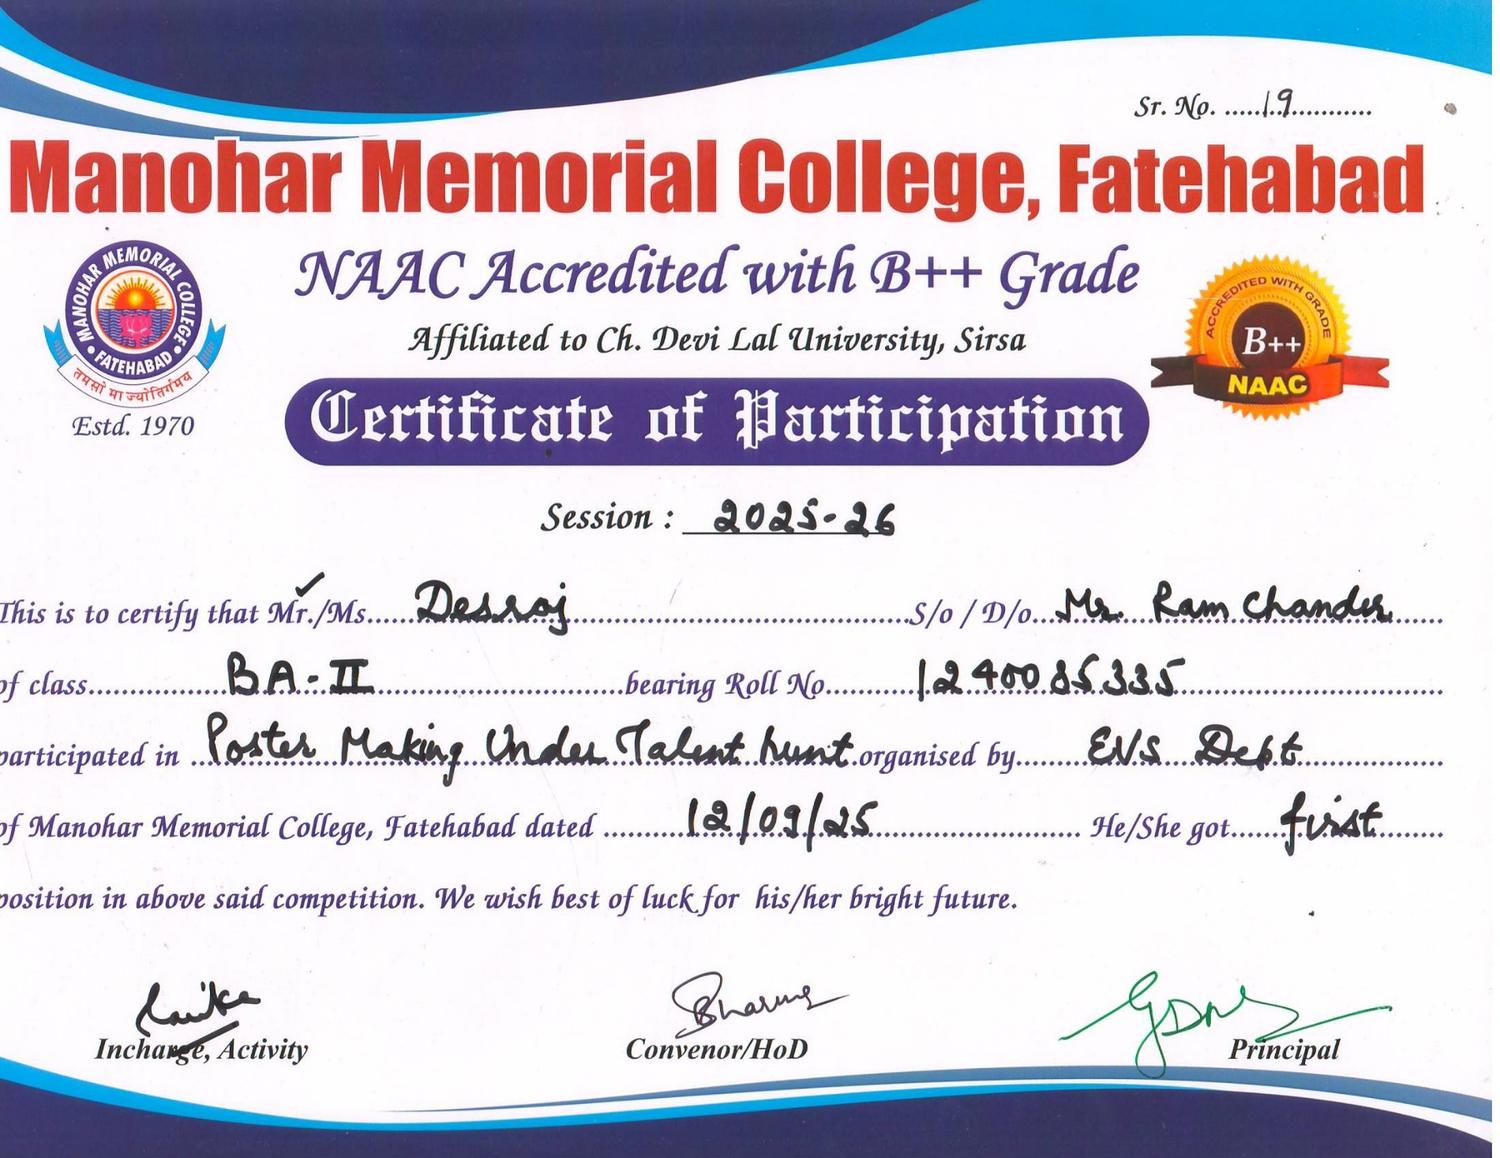 Sr. No. .....19...........
Manohar Memorial College, Fatehabad
NAAC Accredited with B++ Grade
Affiliated to Ch. Devi Lal University, Sirsa
MANOHAR MEMORIAL COLLEGE
• FATEHABAD •
तमसो मा ज्योतिर्गमय
Estd. 1970
ACCREDITED WITH GRADE
B++
NAAC
Certificate of Participation
Session : 2025-26
This is to certify that Mr./Ms.....Desraj.....S/o / D/o...Mr. Ram Chander.....
of class.....BA-II.....bearing Roll No.....1240085335.....
participated in ...Poster Making Under Talent hunt.organised by.....EVS Dept.....
of Manohar Memorial College, Fatehabad dated .....12/09/25..... He/She got.....first.....
position in above said competition. We wish best of luck for his/her bright future.
Sharma
Incharge, Activity
Convenor/HoD
Principal